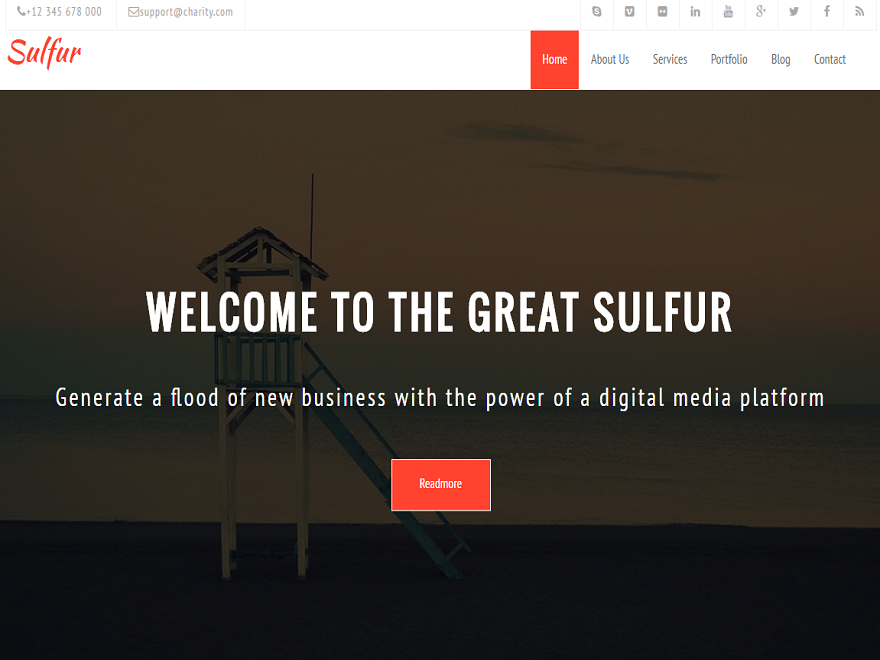 +12 345 678 000 support@charity.com
Sulfur
Home About Us Services Portfolio Blog Contact
WELCOME TO THE GREAT SULFUR
Generate a flood of new business with the power of a digital media platform
Readmore